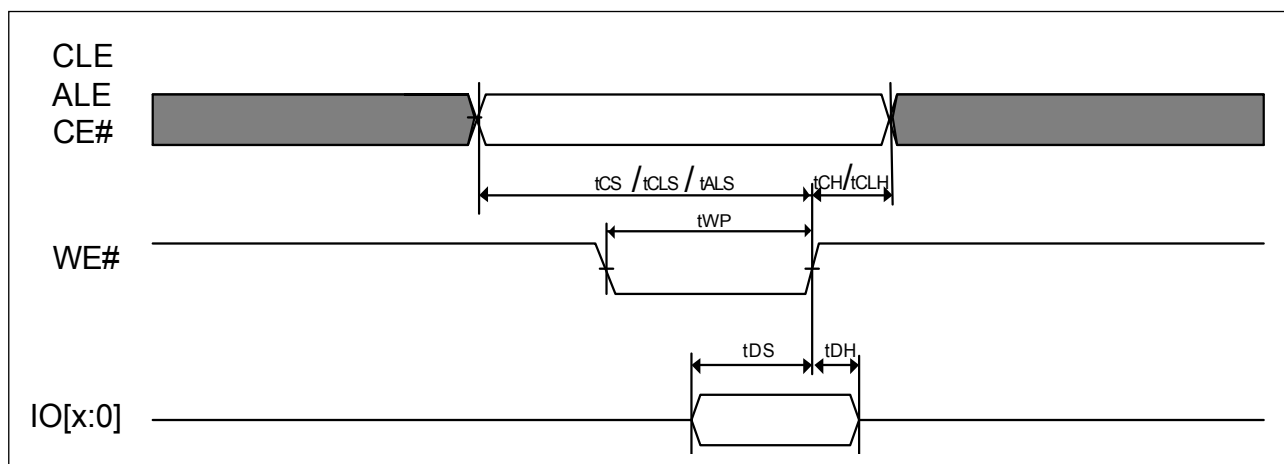 CLE
ALE
CE#
tCS /tCLS / tALS
tCH/tCLH
tWP
WE#
tDS
tDH
IO[x:0]